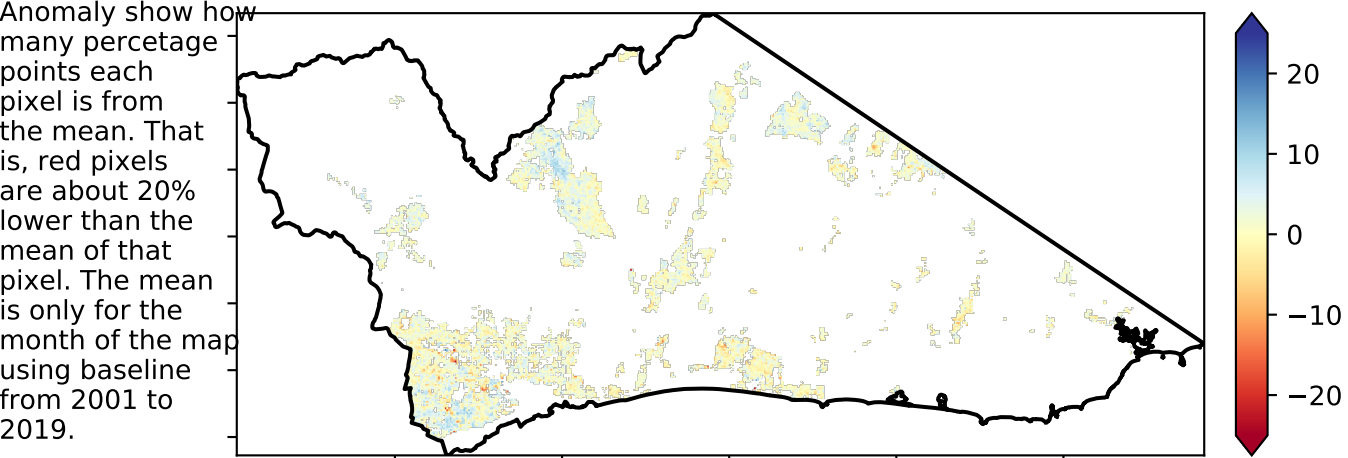 Anomaly show how
many percetage
points each
pixel is from
the mean. That
is, red pixels
are about 20%
lower than the
mean of that
pixel. The mean
is only for the
month of the map
using baseline
from 2001 to
2019.
20
10
0
−10
−20